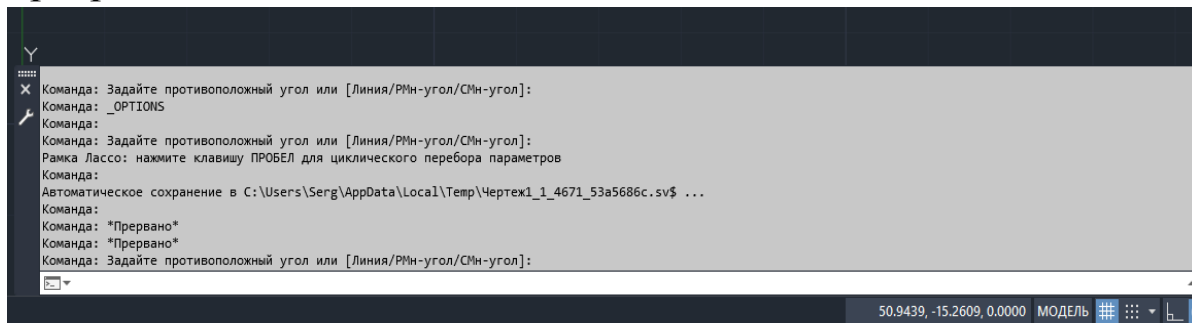 Y
Команда: Задайте противоположный угол или [Линия/РМн-угол/СМн-угол]:
Команда: _OPTIONS
Команда:
Команда: Задайте противоположный угол или [Линия/РМн-угол/СМн-угол]:
Рамка Лассо: нажмите клавишу ПРОБЕЛ для циклического перебора параметров
Команда:
Автоматическое сохранение в C:\Users\Serg\AppData\Local\Temp\Чертеж1_1_4671_53a5686c.sv$ ...
Команда:
Команда: *Прервано*
Команда: *Прервано*
Команда: Задайте противоположный угол или [Линия/РМн-угол/СМн-угол]:
50.9439, -15.2609, 0.0000 МОДЕЛЬ